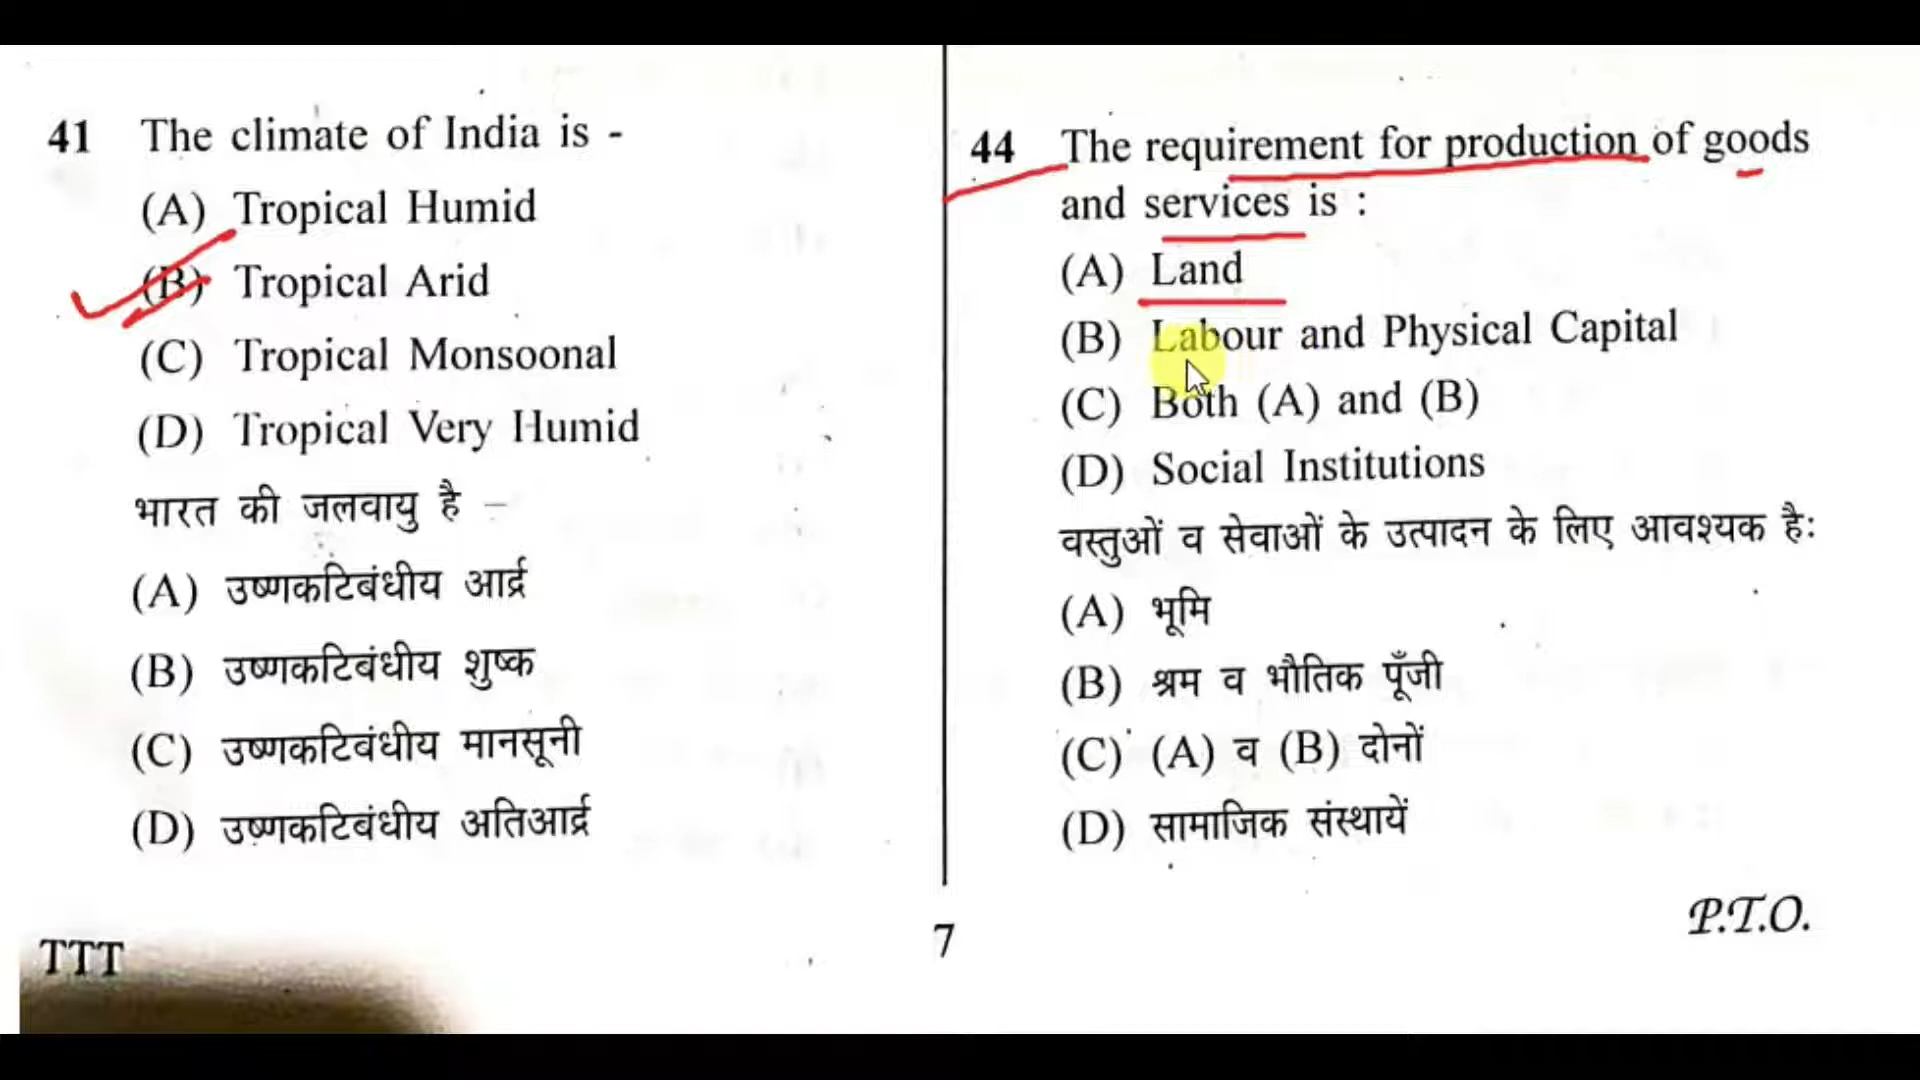 41 The climate of India is -
(A) Tropical Humid
(B) Tropical Arid
(C) Tropical Monsoonal
(D) Tropical Very Humid
भारत की जलवायु है –
(A) उष्णकटिबंधीय आर्द्र
(B) उष्णकटिबंधीय शुष्क
(C) उष्णकटिबंधीय मानसूनी
(D) उष्णकटिबंधीय अतिआर्द्र
44 The requirement for production of goods
and services is :
(A) Land
(B) Labour and Physical Capital
(C) Both (A) and (B)
(D) Social Institutions
वस्तुओं व सेवाओं के उत्पादन के लिए आवश्यक है:
(A) भूमि
(B) श्रम व भौतिक पूँजी
(C) (A) व (B) दोनों
(D) सामाजिक संस्थायें
TTT
7
P.T.O.